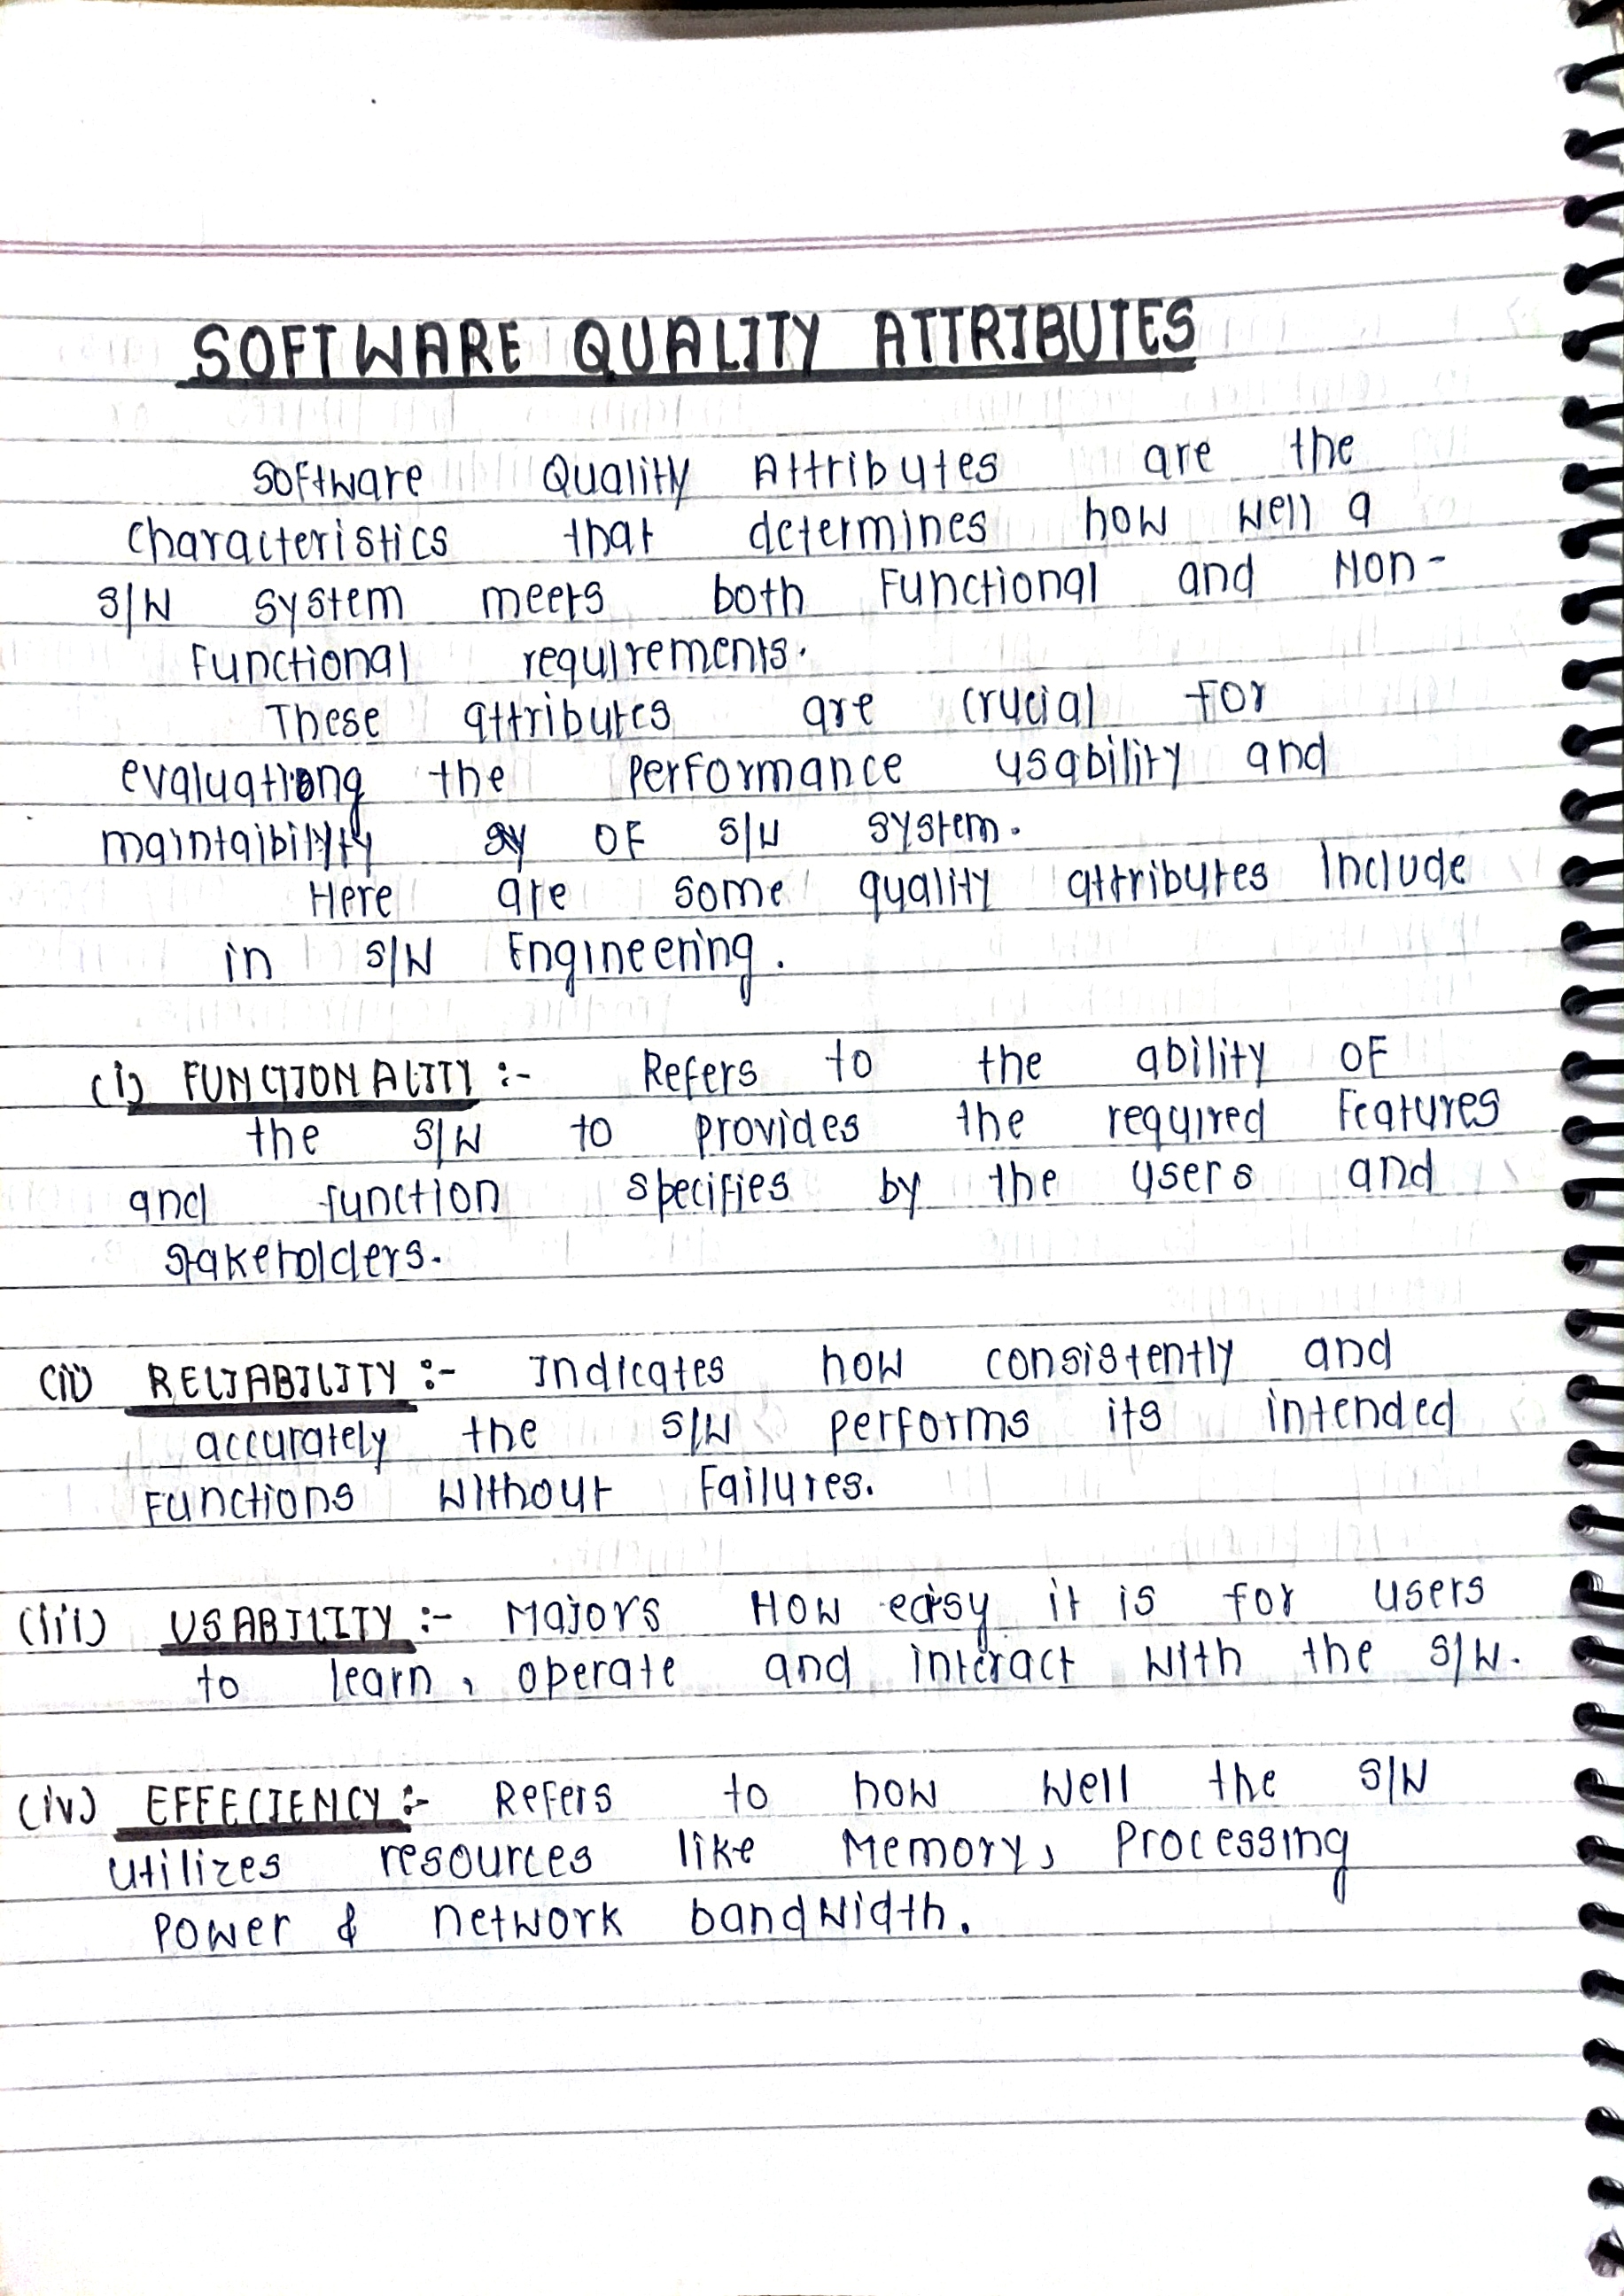 SOFTWARE QUALITY ATTRIBUTES
Software Quality Attributes are the
characteristics that determines how well a
S/W system meets both Functional and Non-
Functional requirements.
These attributes are crucial for
evaluationg the performance usability and
maintaibility of S/W system.
Here are some quality attributes Include
in S/W Engineering.
(i) FUNCTIONALITY :- Refers to the ability of
the S/W to provides the required features
and function specifies by the users and
stakeholders.
(ii) RELIABILITY :- Indicates how consistently and
accurately the S/W performs its intended
Functions without Failures.
(iii) USABILITY :- Majors How easy it is for users
to learn, operate and interact with the S/W.
(iv) EFFECIENCY :- Refers to how well the S/W
utilizes resources like Memory, Processing
Power & network bandwidth.